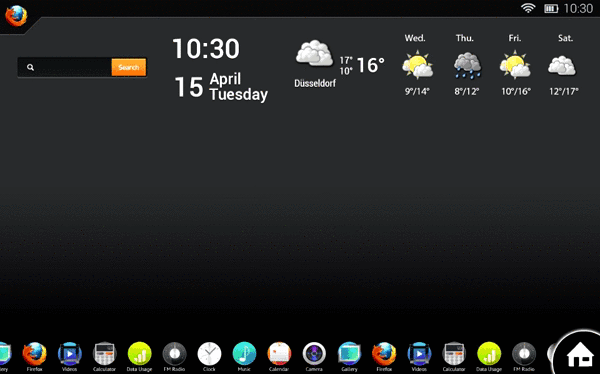 10:30
Search
10:30
15 April
Tuesday
17°
10°
16°
Düsseldorf
Wed. Thu. Fri. Sat.
9°/14° 8°/12° 10°/16° 12°/17°
Firefox Videos Calculator Data Usage FM Radio Clock Music Calendar Camera Gallery Firefox Videos Calculator Data Usage FM Radio